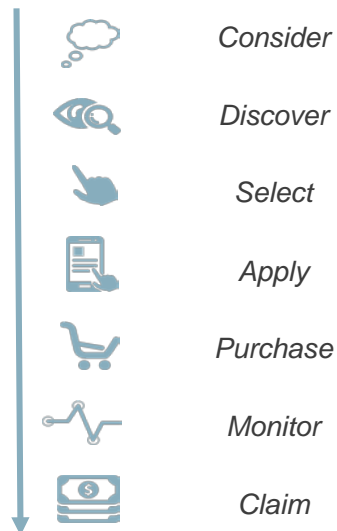 Consider
Discover
Select
Apply
Purchase
Monitor
$
Claim